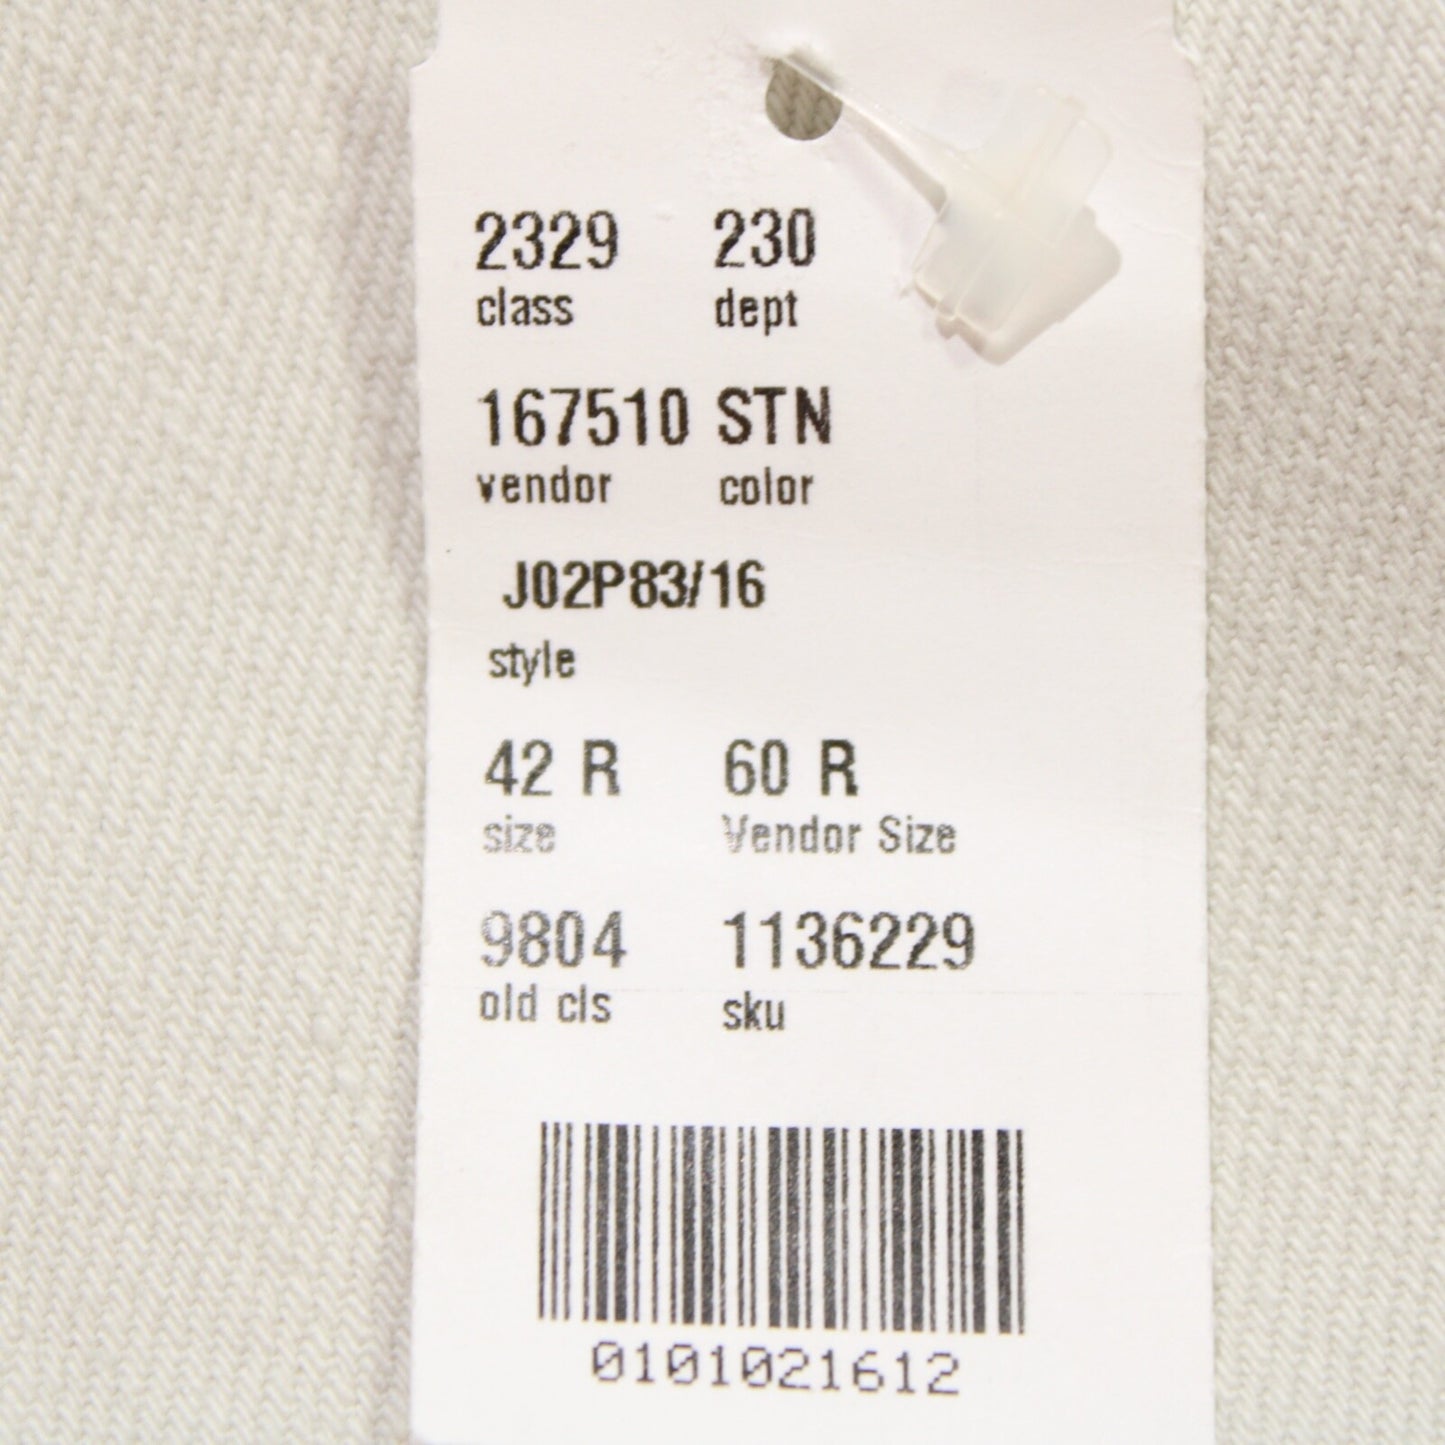 2329 230
class dept
167510 STN
vendor color
J02P83/16
style
42 R 60 R
size Vendor Size
9804 1136229
old cls sku
0101021612